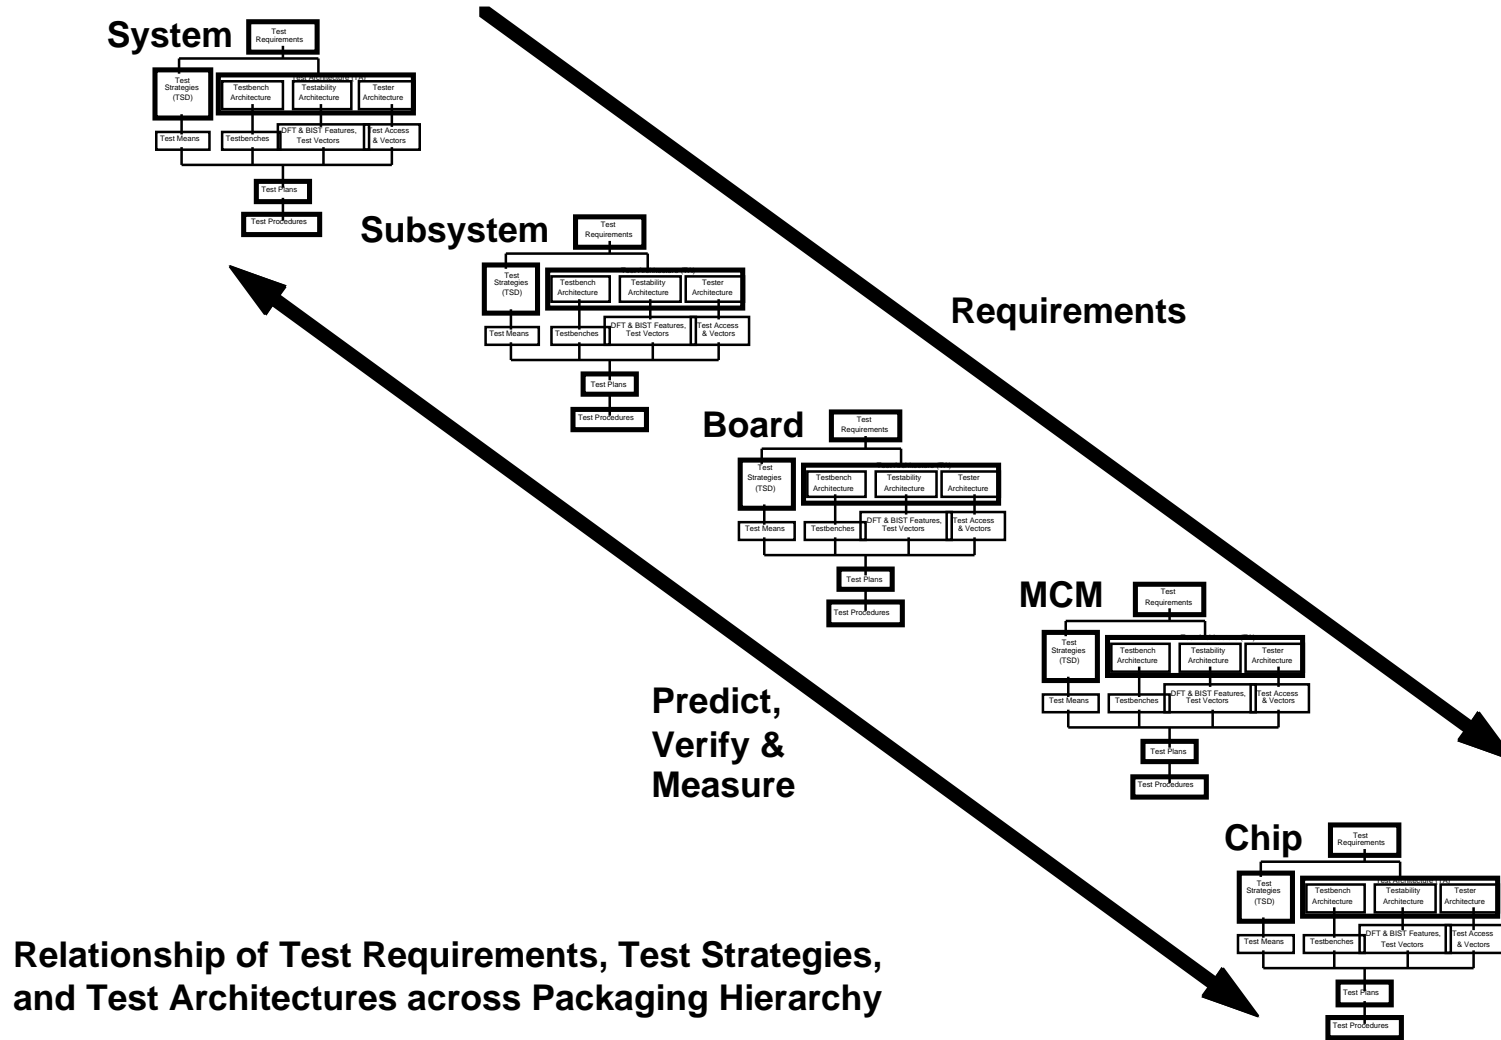 System
Test
Requirements
Test
Strategies
(TSD)
Testbench
Architecture
Testability
Architecture
Tester
Architecture
Test Means
Testbenches
DFT & BIST Features,
Test Vectors
Test Access
& Vectors
Test Plans
Test Procedures
Subsystem
Test
Requirements
Test
Strategies
(TSD)
Testbench
Architecture
Testability
Architecture
Tester
Architecture
Test Means
Testbenches
DFT & BIST Features,
Test Vectors
Test Access
& Vectors
Test Plans
Test Procedures
Requirements
Board
Test
Requirements
Test
Strategies
(TSD)
Testbench
Architecture
Testability
Architecture
Tester
Architecture
Test Means
Testbenches
DFT & BIST Features,
Test Vectors
Test Access
& Vectors
Test Plans
Test Procedures
MCM
Test
Requirements
Test
Strategies
(TSD)
Testbench
Architecture
Testability
Architecture
Tester
Architecture
Test Means
Testbenches
DFT & BIST Features,
Test Vectors
Test Access
& Vectors
Test Plans
Test Procedures
Predict,
Verify &
Measure
Chip
Test
Requirements
Test
Strategies
(TSD)
Testbench
Architecture
Testability
Architecture
Tester
Architecture
Test Means
Testbenches
DFT & BIST Features,
Test Vectors
Test Access
& Vectors
Test Plans
Test Procedures
Relationship of Test Requirements, Test Strategies,
and Test Architectures across Packaging Hierarchy